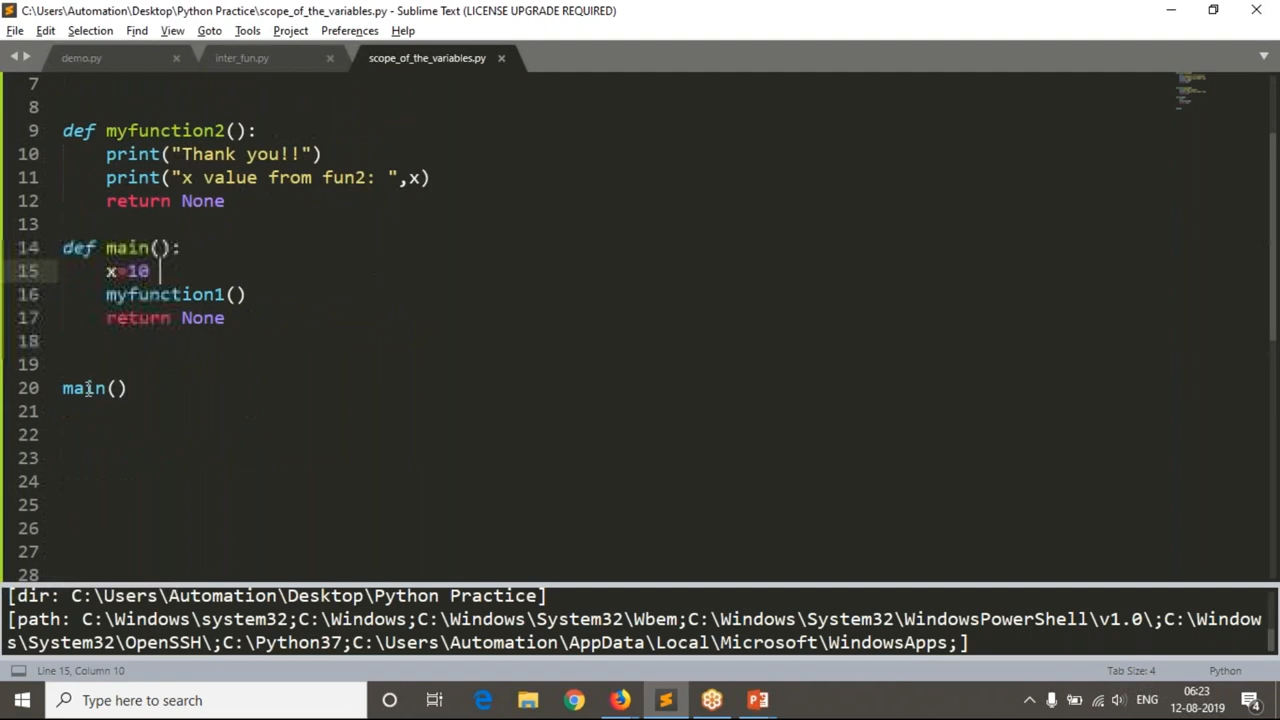 C:\Users\Automation\Desktop\Python Practice\scope_of_the_variables.py - Sublime Text (LICENSE UPGRADE REQUIRED)
File Edit Selection Find View Goto Tools Project Preferences Help
demo.py inter_fun.py scope_of_the_variables.py
7
8
9 def myfunction2():
10 print("Thank you!!")
11 print("x value from fun2: ",x)
12 return None
13
14 def main():
15 x=10
16 myfunction1()
17 return None
18
19
20 main()
21
22
23
24
25
26
27
28
[dir: C:\Users\Automation\Desktop\Python Practice]
[path: C:\Windows\system32;C:\Windows;C:\Windows\System32\Wbem;C:\Windows\System32\WindowsPowerShell\v1.0\;C:\Window
s\System32\OpenSSH\;C:\Python37;C:\Users\Automation\AppData\Local\Microsoft\WindowsApps;]
Line 15, Column 10 Tab Size: 4 Python
Type here to search ENG 06:23
12-08-2019 4